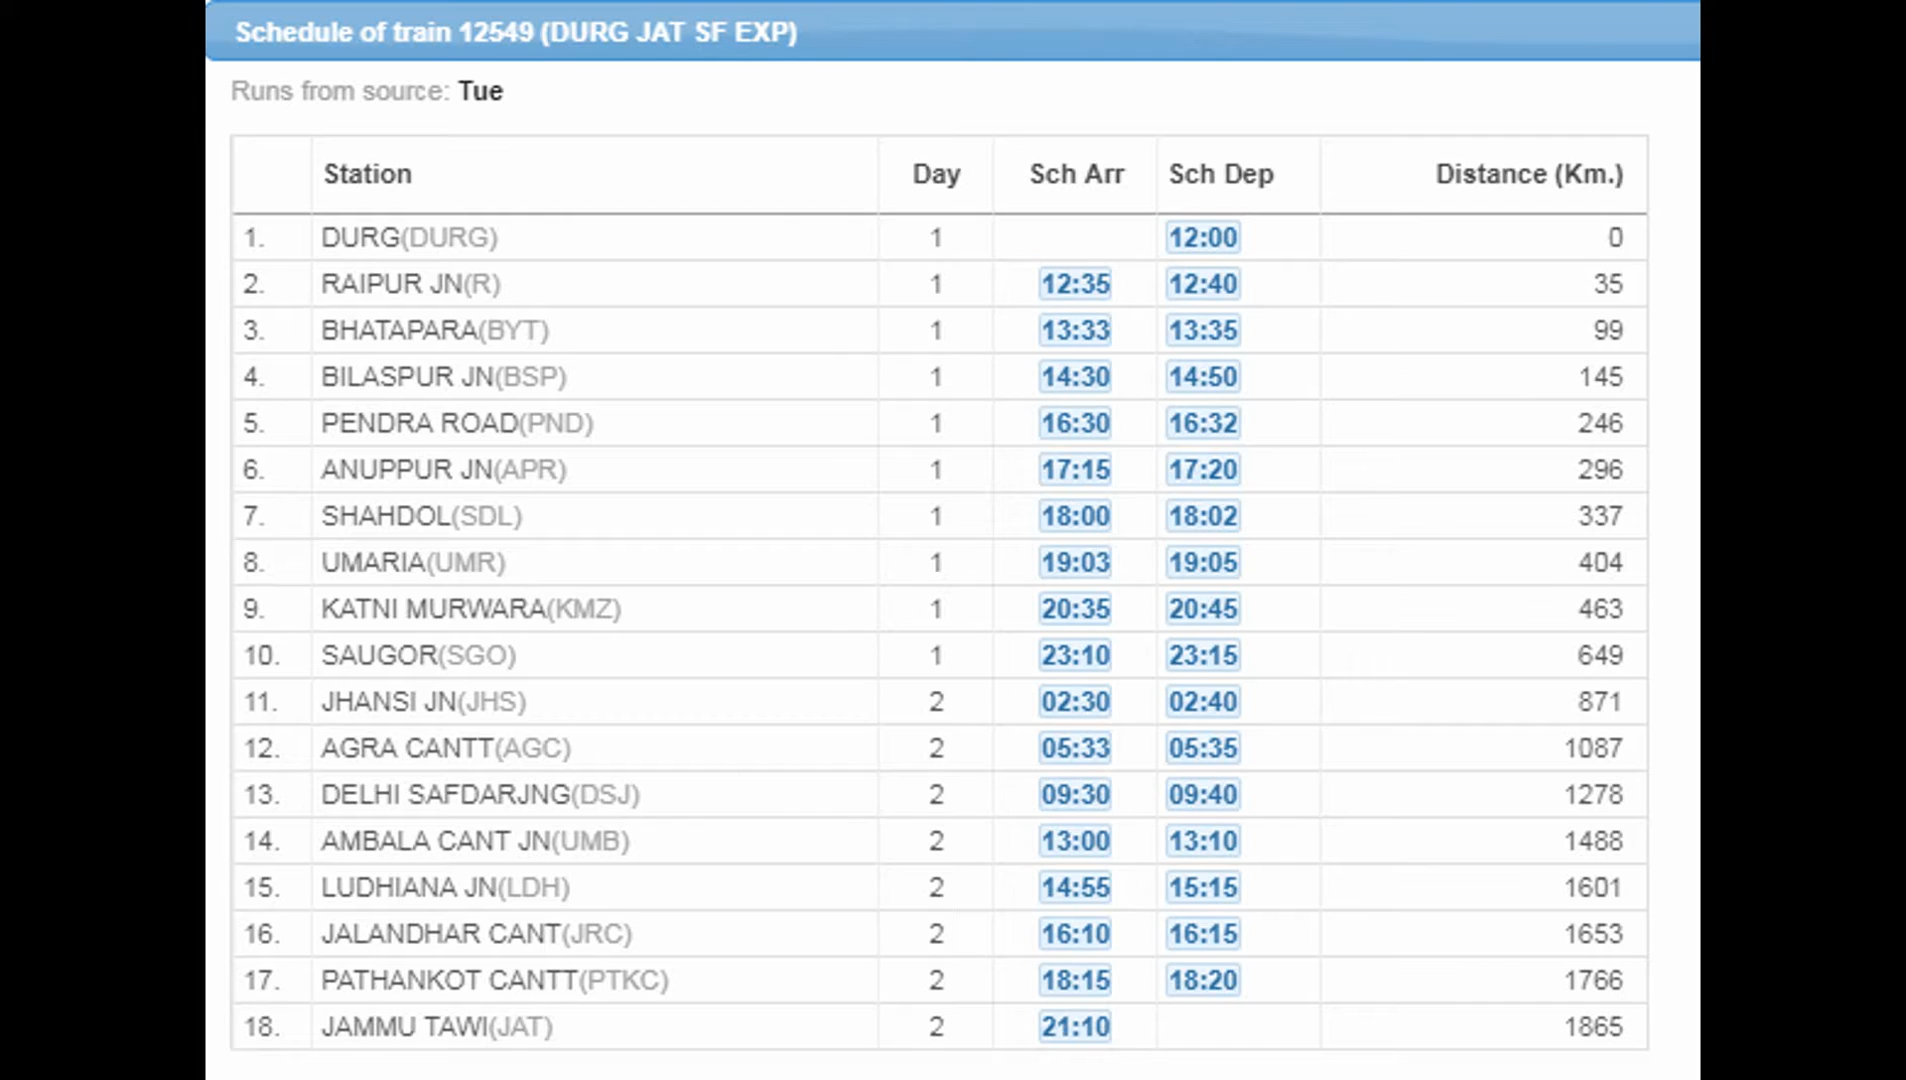 Schedule of train 12549 (DURG JAT SF EXP)
Runs from source: Tue
Station Day Sch Arr Sch Dep Distance (Km.)
1. DURG(DURG) 1 12:00 0
2. RAIPUR JN(R) 1 12:35 12:40 35
3. BHATAPARA(BYT) 1 13:33 13:35 99
4. BILASPUR JN(BSP) 1 14:30 14:50 145
5. PENDRA ROAD(PND) 1 16:30 16:32 246
6. ANUPPUR JN(APR) 1 17:15 17:20 296
7. SHAHDOL(SDL) 1 18:00 18:02 337
8. UMARIA(UMR) 1 19:03 19:05 404
9. KATNI MURWARA(KMZ) 1 20:35 20:45 463
10. SAUGOR(SGO) 1 23:10 23:15 649
11. JHANSI JN(JHS) 2 02:30 02:40 871
12. AGRA CANTT(AGC) 2 05:33 05:35 1087
13. DELHI SAFDARJNG(DSJ) 2 09:30 09:40 1278
14. AMBALA CANT JN(UMB) 2 13:00 13:10 1488
15. LUDHIANA JN(LDH) 2 14:55 15:15 1601
16. JALANDHAR CANT(JRC) 2 16:10 16:15 1653
17. PATHANKOT CANTT(PTKC) 2 18:15 18:20 1766
18. JAMMU TAWI(JAT) 2 21:10 1865